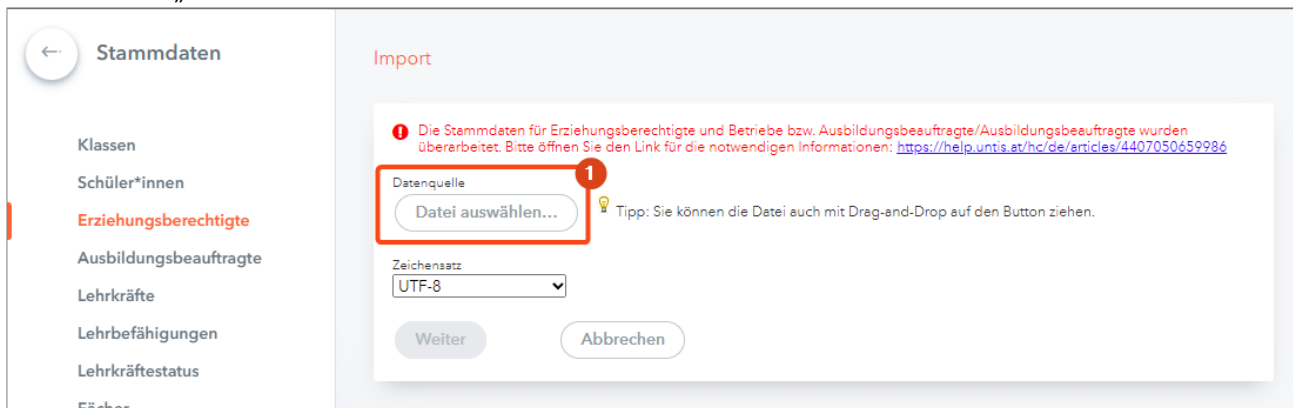 Stammdaten
Klassen
Schüler*innen
Erziehungsberechtigte
Ausbildungsbeauftragte
Lehrkräfte
Lehrbefähigungen
Lehrkräftestatus
Import
Die Stammdaten für Erziehungsberechtigte und Betriebe bzw. Ausbildungsbeauftragte/Ausbildungsbeauftragte wurden
überarbeitet. Bitte öffnen Sie den Link für die notwendigen Informationen: https://help.untis.at/hc/de/articles/4407050659986
1
Datenquelle
Datei auswählen...
Tipp: Sie können die Datei auch mit Drag-and-Drop auf den Button ziehen.
Zeichensatz
UTF-8
Weiter
Abbrechen